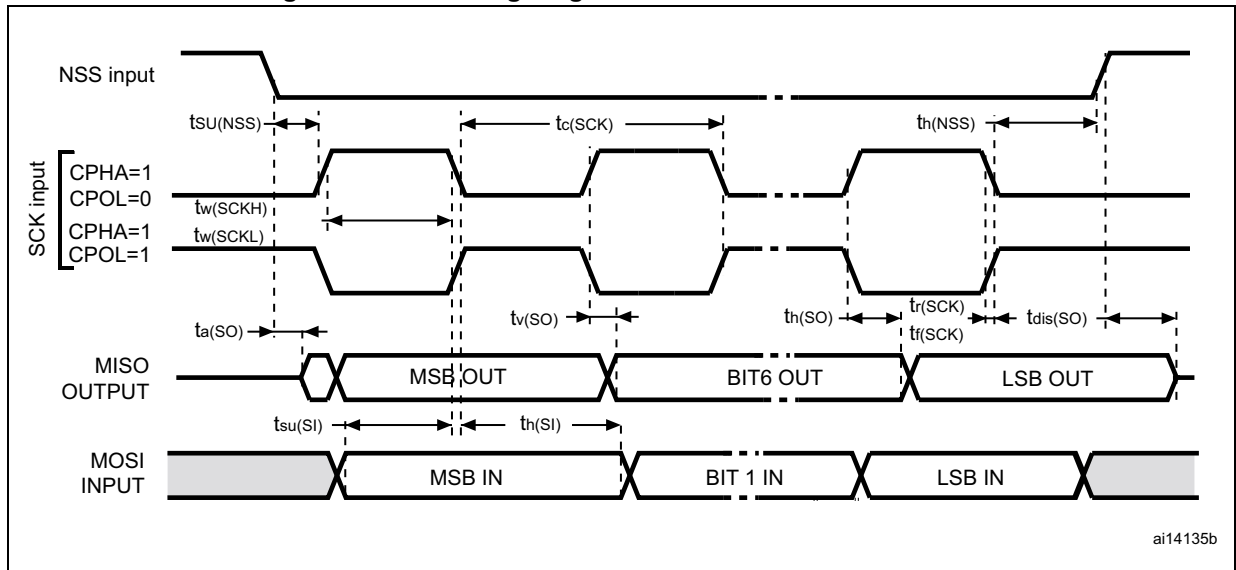 NSS input
tSU(NSS)
tc(SCK)
th(NSS)
SCK input
CPHA=1
CPOL=0
tw(SCKH)
CPHA=1
tw(SCKL)
CPOL=1
ta(SO)
tv(SO)
th(SO)
tr(SCK)
tf(SCK)
tdis(SO)
MISO
OUTPUT
MSB OUT
BIT6 OUT
LSB OUT
tsu(SI)
th(SI)
MOSI
INPUT
MSB IN
BIT 1 IN
LSB IN
ai14135b